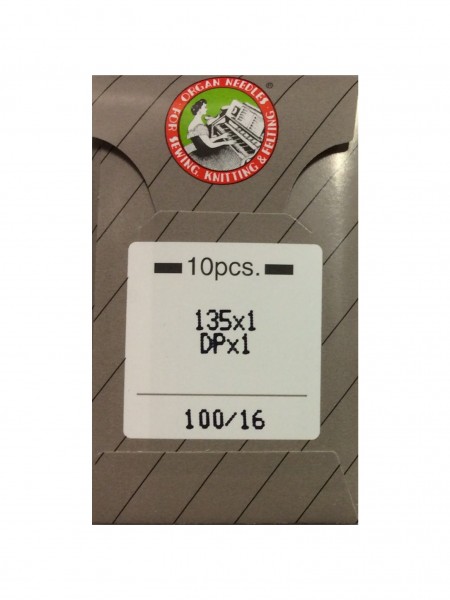 · ORGAN NEEDLES ·
FOR SEWING, KNITTING & FELTING
®
10pcs.
135x1
DPx1
100/16